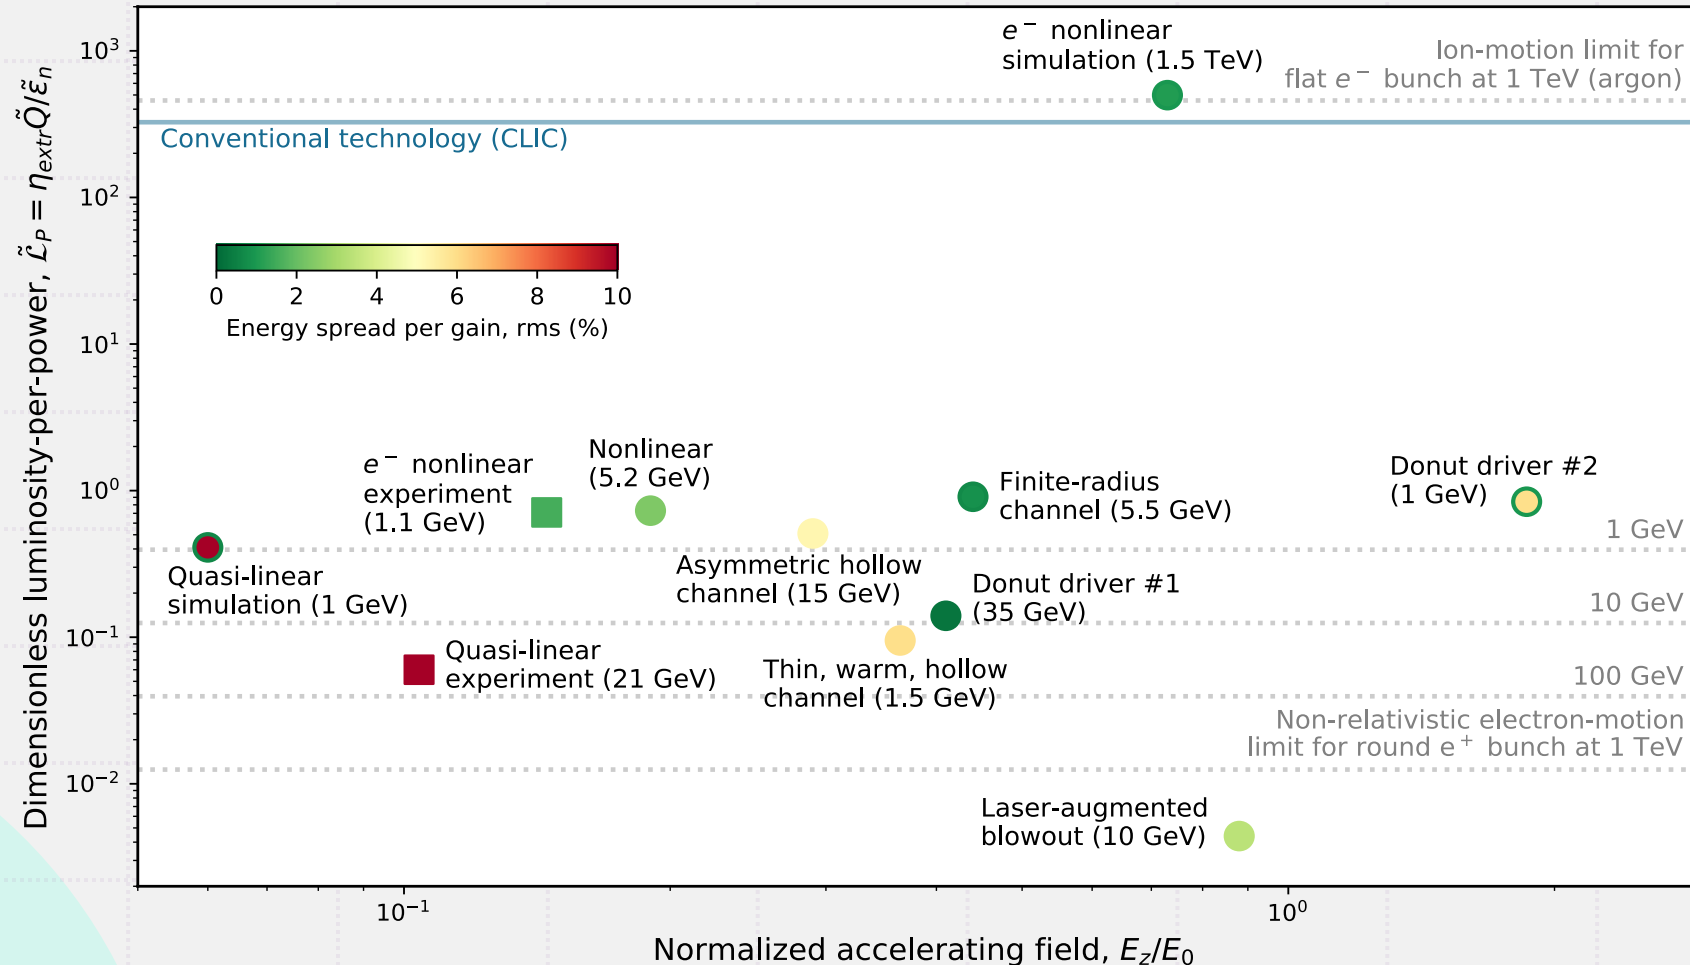 Dimensionless luminosity-per-power, ℒ̃_P = η_extr Q̃/ε̃_n
10³
10²
10¹
10⁰
10⁻¹
10⁻²
e⁻ nonlinear
simulation (1.5 TeV)
Ion-motion limit for
flat e⁻ bunch at 1 TeV (argon)
Conventional technology (CLIC)
0 2 4 6 8 10
Energy spread per gain, rms (%)
e⁻ nonlinear
experiment
(1.1 GeV)
Nonlinear
(5.2 GeV)
Finite-radius
channel (5.5 GeV)
Donut driver #2
(1 GeV)
1 GeV
Quasi-linear
simulation (1 GeV)
Asymmetric hollow
channel (15 GeV)
Donut driver #1
(35 GeV)
10 GeV
Quasi-linear
experiment (21 GeV)
Thin, warm, hollow
channel (1.5 GeV)
100 GeV
Non-relativistic electron-motion
limit for round e⁺ bunch at 1 TeV
Laser-augmented
blowout (10 GeV)
10⁻¹ 10⁰
Normalized accelerating field, E_z/E_0